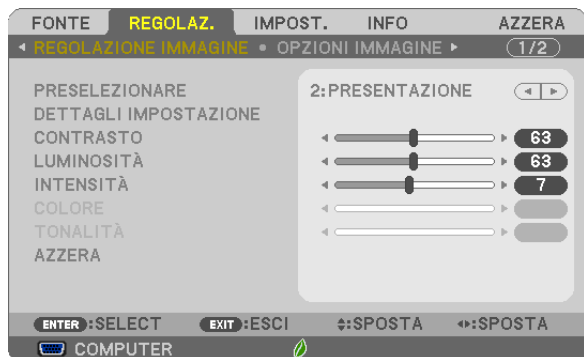 FONTE REGOLAZ. IMPOST. INFO AZZERA
REGOLAZIONE IMMAGINE • OPZIONI IMMAGINE 1/2
PRESELEZIONARE 2:PRESENTAZIONE
DETTAGLI IMPOSTAZIONE
CONTRASTO 63
LUMINOSITÀ 63
INTENSITÀ 7
COLORE
TONALITÀ
AZZERA
ENTER :SELECT EXIT :ESCI :SPOSTA :SPOSTA
COMPUTER